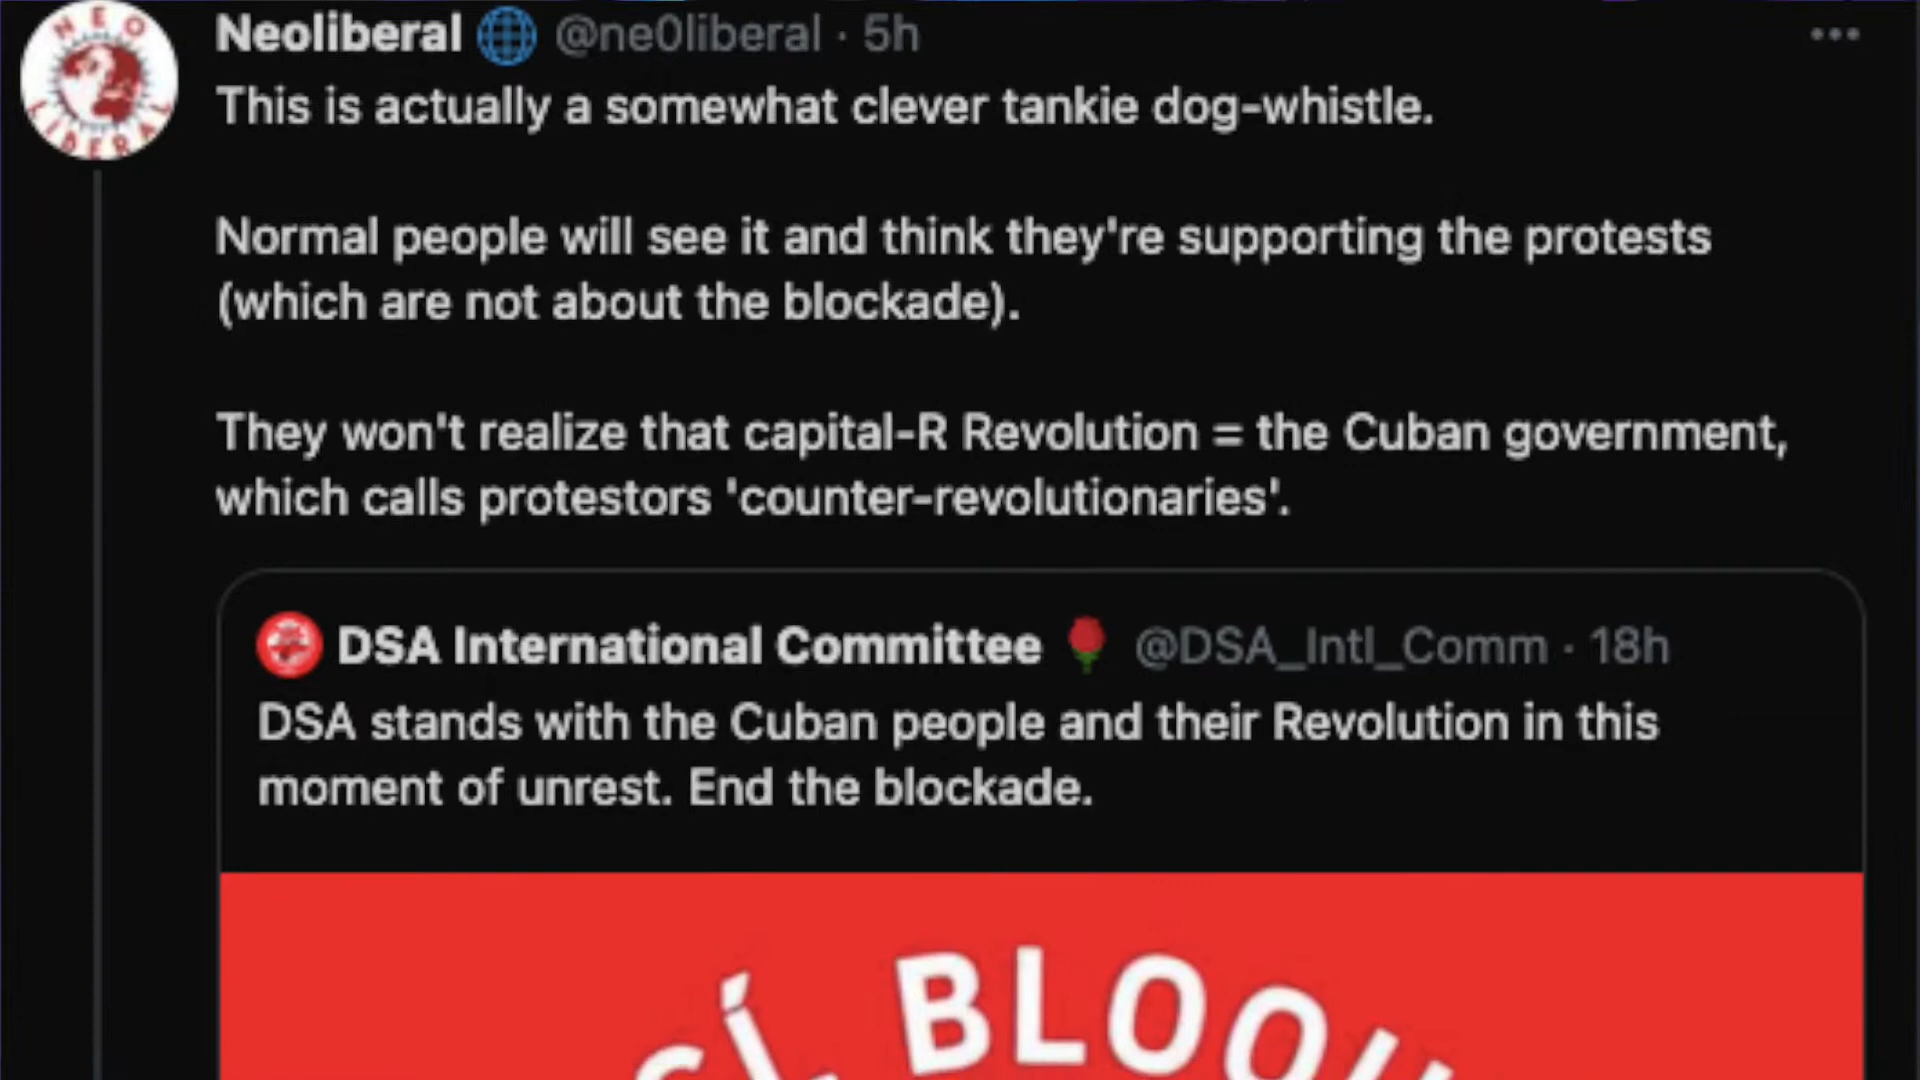 NEO
LIBERAL
Neoliberal 🌐 @ne0liberal · 5h
This is actually a somewhat clever tankie dog-whistle.
Normal people will see it and think they're supporting the protests
(which are not about the blockade).
They won't realize that capital-R Revolution = the Cuban government,
which calls protestors 'counter-revolutionaries'.
DSA International Committee 🌹 @DSA_Intl_Comm · 18h
DSA stands with the Cuban people and their Revolution in this
moment of unrest. End the blockade.